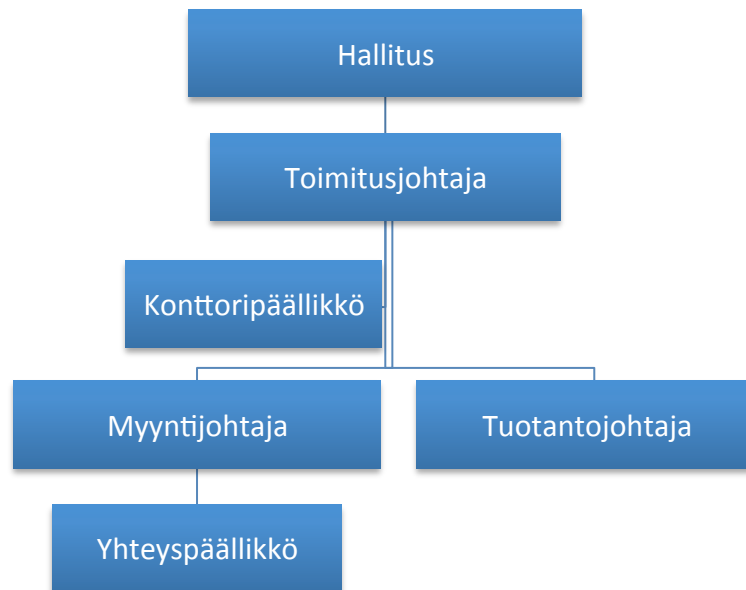 Hallitus
Toimitusjohtaja
Konttoripäällikkö
Myyntijohtaja
Tuotantojohtaja
Yhteyspäällikkö